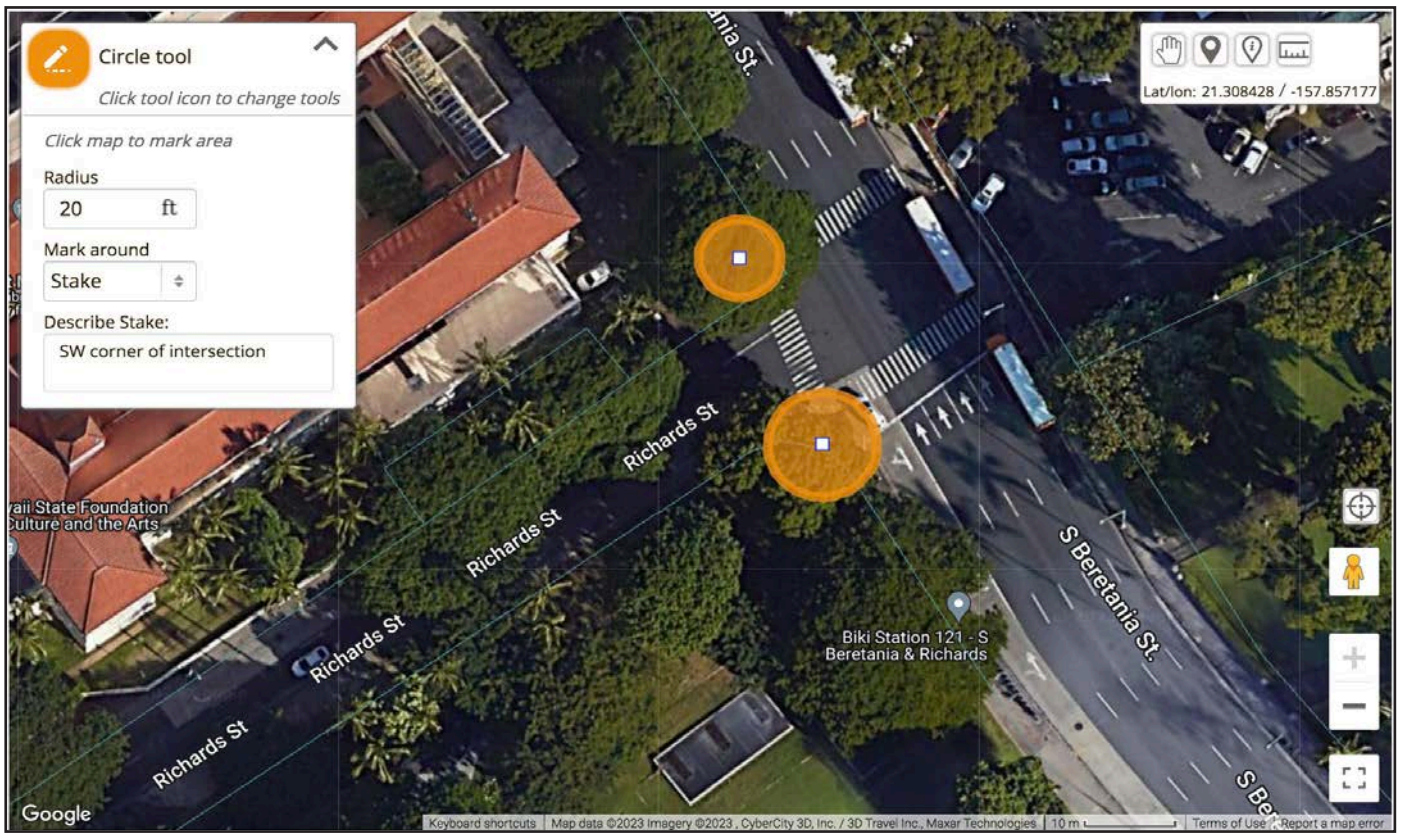 Circle tool
Click tool icon to change tools
Click map to mark area
Radius
20 ft
Mark around
Stake
Describe Stake:
SW corner of intersection
Lat/lon: 21.308428 / -157.857177
ania St.
Richards St
Richards St
Richards St
Richards St
aii State Foundation
Culture and the Arts
S Beretania St.
Biki Station 121 - S
Beretania & Richards
S Be
Google
Keyboard shortcuts
Map data ©2023 Imagery ©2023 , CyberCity 3D, Inc. / 3D Travel Inc., Maxar Technologies
10 m
Terms of Use
Report a map error